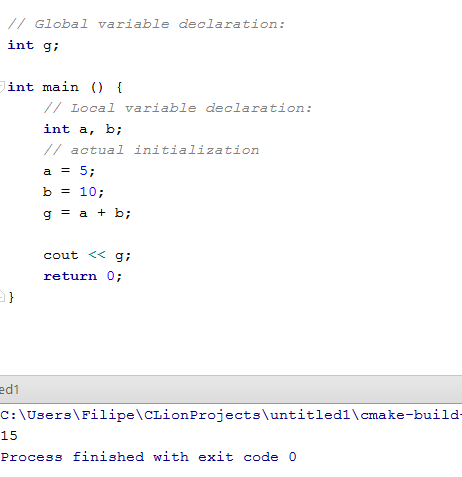 // Global variable declaration:
int g;
int main () {
// Local variable declaration:
int a, b;
// actual initialization
a = 5;
b = 10;
g = a + b;
cout << g;
return 0;
}
ed1
C:\Users\Filipe\CLionProjects\untitled1\cmake-build-
15
Process finished with exit code 0